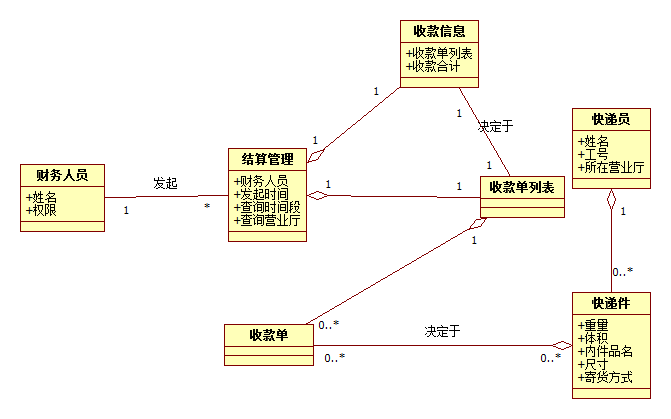 收款信息
+收款单列表
+收款合计
1
1
1
决定于
1
快递员
+姓名
+工号
+所在营业厅
1
0..*
财务人员
+姓名
+权限
发起
1
*
结算管理
+财务人员
+发起时间
+查询时间段
+查询营业厅
1
1
收款单列表
1
0..*
收款单
决定于
0..*
0..*
快递件
+重量
+体积
+内件品名
+尺寸
+寄货方式